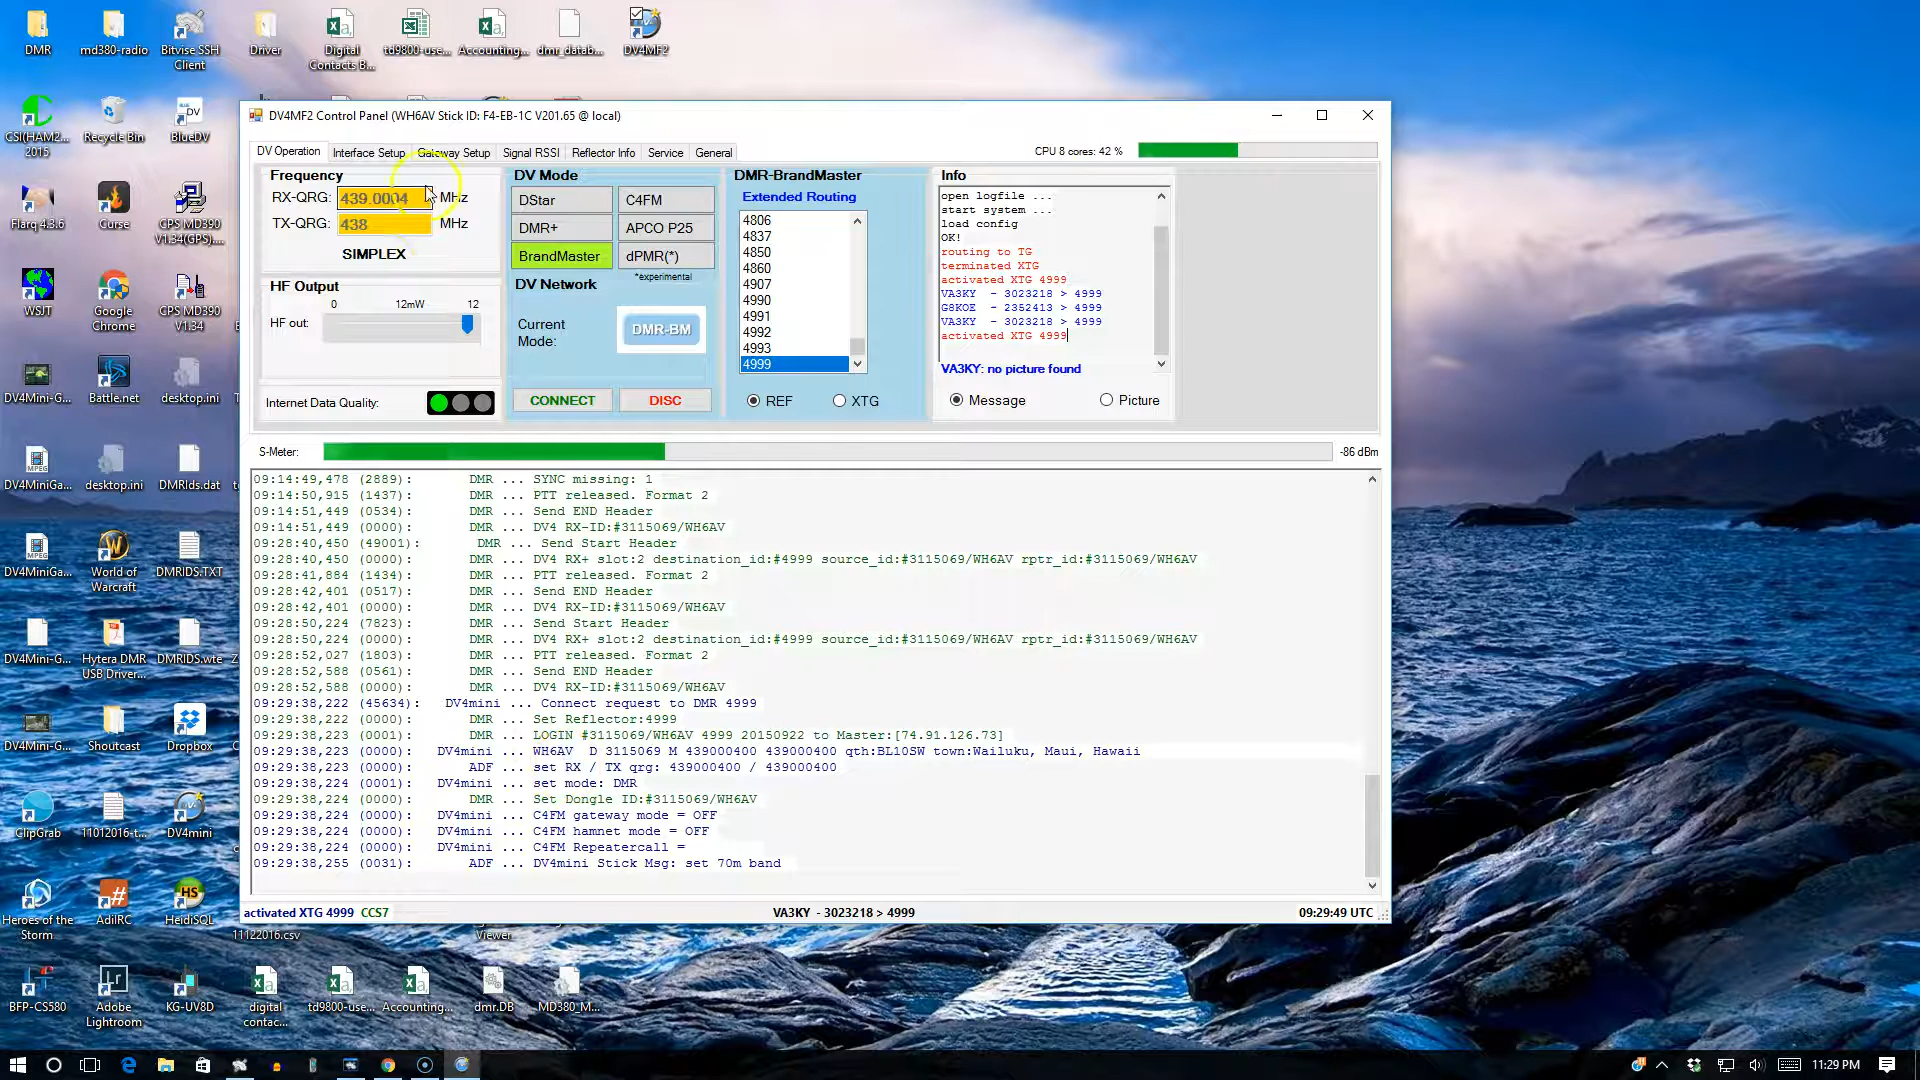 DMR
md380-radio
Bitvise SSH
Client
Driver
Digital
Contacts B...
td9800-use...
Accounting...
dmr_datab...
DV4MF2
CSI(HAM2...
2015
Recycle Bin
BlueDV
Flarq 4.3.6
Curse
CPS MD390
V1.34(GPS)....
WSJT
Google
Chrome
CPS MD390
V1.34
DV4Mini-G...
Battle.net
desktop.ini
DV4MiniGa...
desktop.ini
DMRIds.dat
DV4MiniGa...
World of
Warcraft
DMRIDS.TXT
DV4Mini-G...
Hytera DMR
USB Driver...
DMRIDS.wte
DV4Mini-G...
Shoutcast
Dropbox
ClipGrab
11012016-t...
DV4mini
Heroes of the
Storm
AdiIRC
HeidiSQL
11122016.csv
Viewer
BFP-CS580
Adobe
Lightroom
KG-UV8D
digital
contac...
td9800-use...
Accounting...
dmr.DB
MD380_M...
DV4MF2 Control Panel (WH6AV Stick ID: F4-EB-1C V201.65 @ local)
DV Operation
Interface Setup
Gateway Setup
Signal RSSI
Reflector Info
Service
General
CPU 8 cores: 42 %
Frequency
RX-QRG: 439.0004 MHz
TX-QRG: 438 MHz
SIMPLEX
HF Output
0 12mW 12
HF out:
Internet Data Quality:
DV Mode
DStar
C4FM
DMR+
APCO P25
BrandMaster
dPMR(*)
*experimental
DV Network
Current
Mode:
DMR-BM
CONNECT
DISC
DMR-BrandMaster
Extended Routing
4806
4837
4850
4860
4907
4990
4991
4992
4993
4999
REF
XTG
Info
open logfile ...
start system ...
load config
OK!
routing to TG
terminated XTG
activated XTG 4999
VA3KY - 3023218 > 4999
G8KOE - 2352413 > 4999
VA3KY - 3023218 > 4999
activated XTG 4999
VA3KY: no picture found
Message
Picture
S-Meter:
-86 dBm
09:14:49,478 (2889): DMR ... SYNC missing: 1
09:14:50,915 (1437): DMR ... PTT released. Format 2
09:14:51,449 (0534): DMR ... Send END Header
09:14:51,449 (0000): DMR ... DV4 RX-ID:#3115069/WH6AV
09:28:40,450 (49001): DMR ... Send Start Header
09:28:40,450 (0000): DMR ... DV4 RX+ slot:2 destination_id:#4999 source_id:#3115069/WH6AV rptr_id:#3115069/WH6AV
09:28:41,884 (1434): DMR ... PTT released. Format 2
09:28:42,401 (0517): DMR ... Send END Header
09:28:42,401 (0000): DMR ... DV4 RX-ID:#3115069/WH6AV
09:28:50,224 (7823): DMR ... Send Start Header
09:28:50,224 (0000): DMR ... DV4 RX+ slot:2 destination_id:#4999 source_id:#3115069/WH6AV rptr_id:#3115069/WH6AV
09:28:52,027 (1803): DMR ... PTT released. Format 2
09:28:52,588 (0561): DMR ... Send END Header
09:28:52,588 (0000): DMR ... DV4 RX-ID:#3115069/WH6AV
09:29:38,222 (45634): DV4mini ... Connect request to DMR 4999
09:29:38,222 (0000): DMR ... Set Reflector:4999
09:29:38,223 (0001): DMR ... LOGIN #3115069/WH6AV 4999 20150922 to Master:[74.91.126.73]
09:29:38,223 (0000): DV4mini ... WH6AV D 3115069 M 439000400 439000400 qth:BL10SW town:Wailuku, Maui, Hawaii
09:29:38,223 (0000): ADF ... set RX / TX qrg: 439000400 / 439000400
09:29:38,224 (0001): DV4mini ... set mode: DMR
09:29:38,224 (0000): DMR ... Set Dongle ID:#3115069/WH6AV
09:29:38,224 (0000): DV4mini ... C4FM gateway mode = OFF
09:29:38,224 (0000): DV4mini ... C4FM hamnet mode = OFF
09:29:38,224 (0000): DV4mini ... C4FM Repeatercall =
09:29:38,255 (0031): ADF ... DV4mini Stick Msg: set 70m band
activated XTG 4999 CCS7
VA3KY - 3023218 > 4999
09:29:49 UTC
11:29 PM